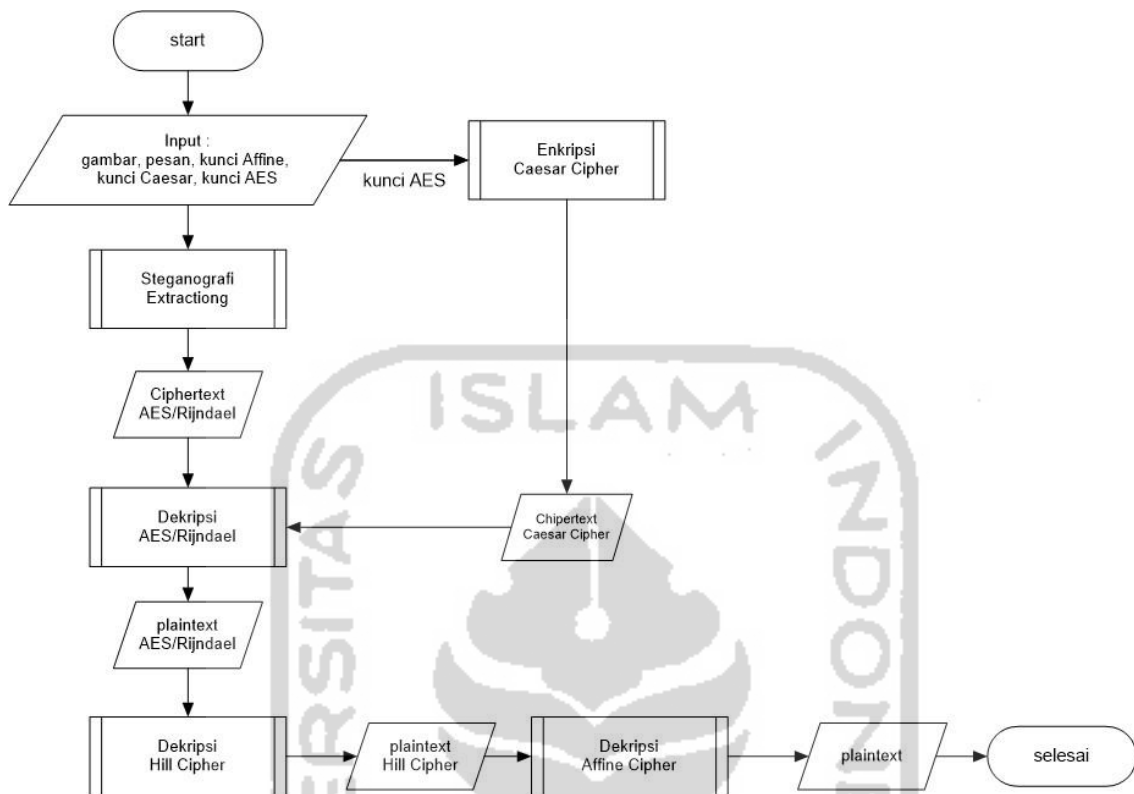 start
Input :
gambar, pesan, kunci Affine,
kunci Caesar, kunci AES
kunci AES
Enkripsi
Caesar Cipher
Steganografi
Extractiong
Ciphertext
AES/Rijndael
Dekripsi
AES/Rijndael
Chipertext
Caesar Cipher
plaintext
AES/Rijndael
Dekripsi
Hill Cipher
plaintext
Hill Cipher
Dekripsi
Affine Cipher
plaintext
selesai
ISLAM